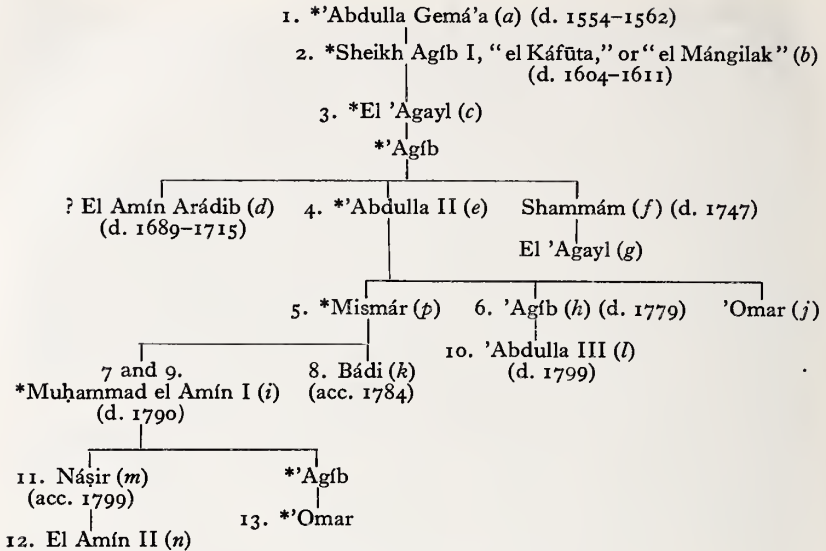 1. *'Abdulla Gemá'a (a) (d. 1554–1562)
2. *Sheikh Agíb I, "el Káfūta," or "el Mángilak" (b)
(d. 1604–1611)
3. *El 'Agayl (c)
*'Agíb
? El Amín Arádib (d) 4. *'Abdulla II (e) Shammám (f) (d. 1747)
(d. 1689–1715)
El 'Agayl (g)
5. *Mismár (p) 6. 'Agíb (h) (d. 1779) 'Omar (j)
10. 'Abdulla III (l)
(d. 1799)
7 and 9. 8. Bádi (k)
*Muḥammad el Amín I (i) (acc. 1784)
(d. 1790)
11. Náṣir (m) *'Agíb
(acc. 1799)
13. *'Omar
12. El Amín II (n)